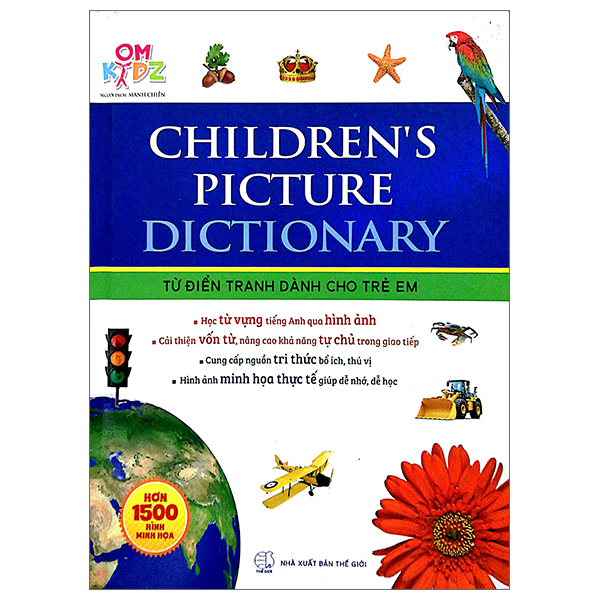 OM
KIDZ
NGƯỜI DỊCH: MẠNH CHIẾN
CHILDREN'S
PICTURE
DICTIONARY
TỪ ĐIỂN TRANH DÀNH CHO TRẺ EM
Học từ vựng tiếng Anh qua hình ảnh
Cải thiện vốn từ, nâng cao khả năng tự chủ trong giao tiếp
Cung cấp nguồn tri thức bổ ích, thú vị
Hình ảnh minh họa thực tế giúp dễ nhớ, dễ học
HƠN
1500
HÌNH
MINH HỌA
THẾ GIỚI
NHÀ XUẤT BẢN THẾ GIỚI